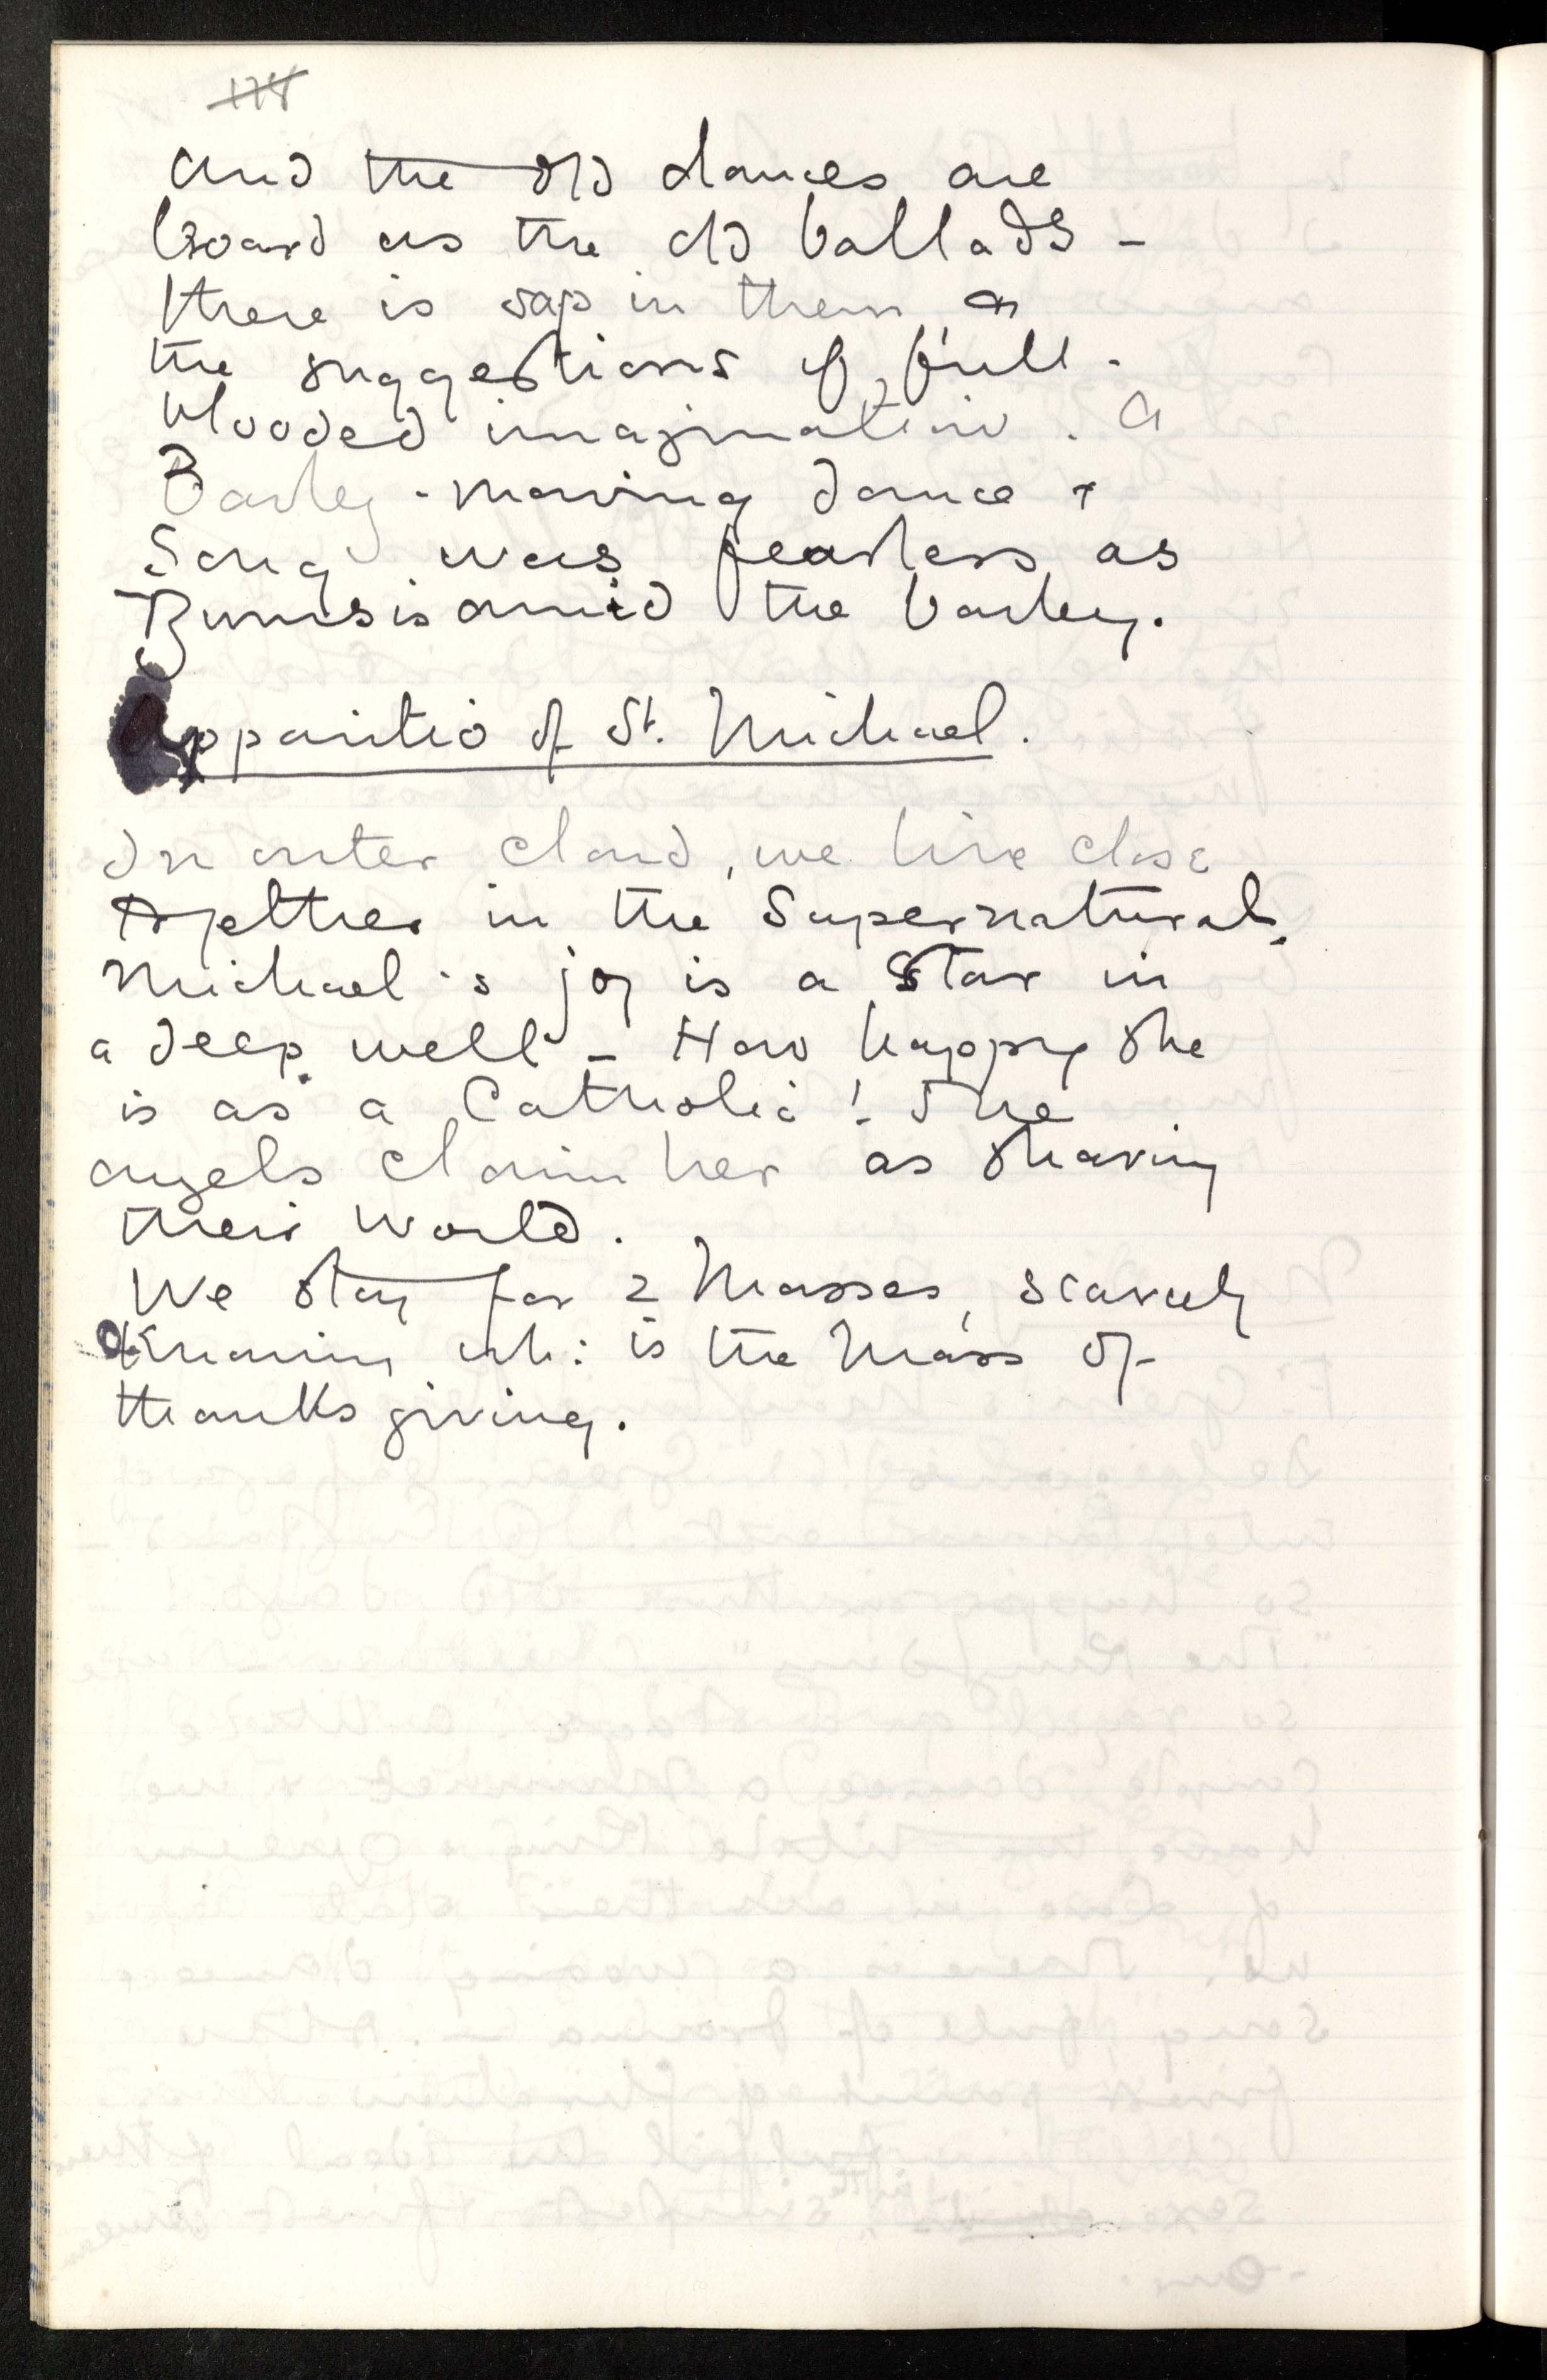 178
And the old dances are
broad as the old ballads -
there is sap in them &
the suggestions of full-
blooded imagination. A
Barley-mowing dance &
song was fearless as
Burns is amid the barley.
Apparitio of St. Michael.
In outer cloud, we live close
together in the Supernatural.
Michael's joy is a star in
a deep well - How happy she
is as a Catholic! The
angels claim her as sharing
their world.
We stay for 2 Masses, scarcely
knowing wh: is the Mass of
thanksgiving.